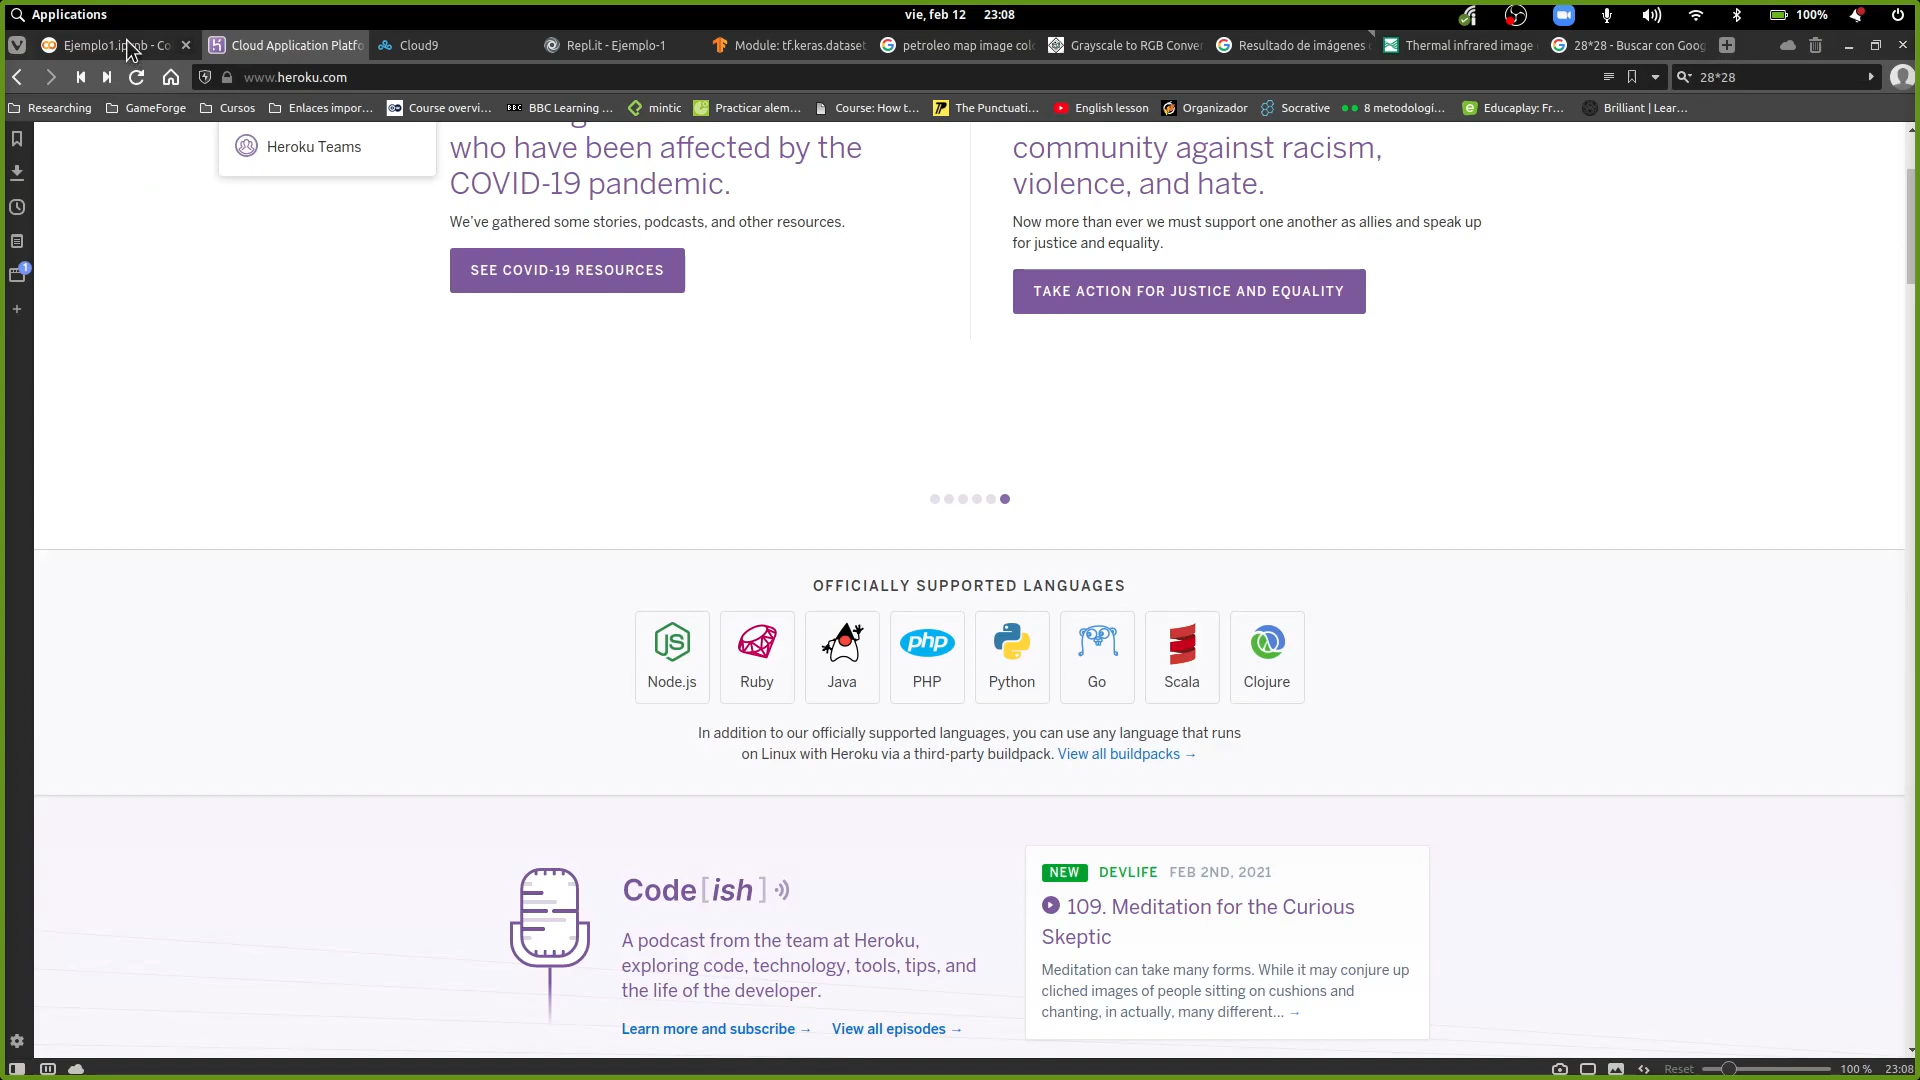 Applications
vie, feb 12 23:08
100%
Ejemplo1.ipynb - Co
Cloud Application Platfo
Cloud9
Repl.it - Ejemplo-1
Module: tf.keras.dataset
petroleo map image col
Grayscale to RGB Conver
Resultado de imágenes
Thermal infrared image
28*28 - Buscar con Goog
www.heroku.com
28*28
Researching
GameForge
Cursos
Enlaces impor...
Course overvi...
BBC Learning ...
mintic
Practicar alem...
Course: How t...
The Punctuati...
English lesson
Organizador
Socrative
8 metodologí...
Educaplay: Fr...
Brilliant | Lear...
Heroku Teams
who have been affected by the
COVID-19 pandemic.
We've gathered some stories, podcasts, and other resources.
SEE COVID-19 RESOURCES
community against racism,
violence, and hate.
Now more than ever we must support one another as allies and speak up
for justice and equality.
TAKE ACTION FOR JUSTICE AND EQUALITY
1
OFFICIALLY SUPPORTED LANGUAGES
Node.js
Ruby
Java
php
PHP
Python
Go
Scala
Clojure
In addition to our officially supported languages, you can use any language that runs
on Linux with Heroku via a third-party buildpack. View all buildpacks →
Code[ish]
A podcast from the team at Heroku,
exploring code, technology, tools, tips, and
the life of the developer.
Learn more and subscribe → View all episodes →
NEW DEVLIFE FEB 2ND, 2021
109. Meditation for the Curious
Skeptic
Meditation can take many forms. While it may conjure up
cliched images of people sitting on cushions and
chanting, in actually, many different... →
Reset 100 % 23:08